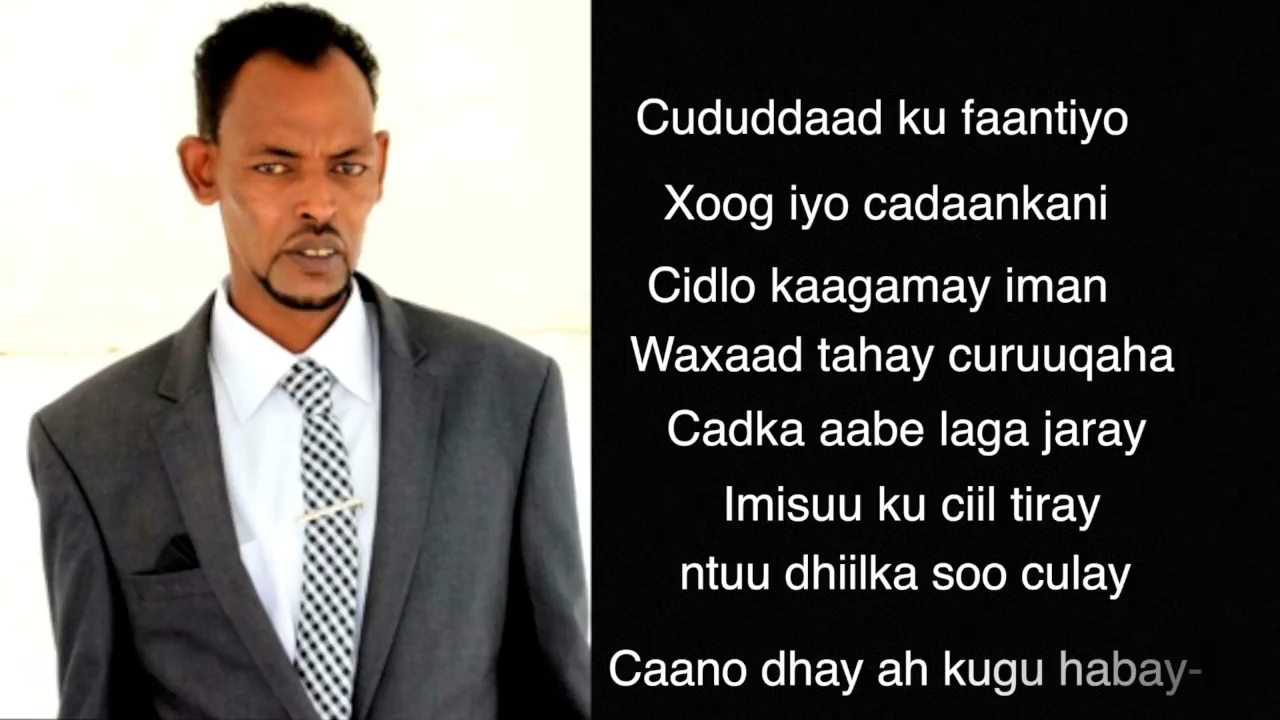 Cududdaad ku faantiyo
Xoog iyo cadaankani
Cidlo kaagamay iman
Waxaad tahay curuuqaha
Cadka aabe laga jaray
Imisuu ku ciil tiray
ntuu dhiilka soo culay
Caano dhay ah kugu habay-